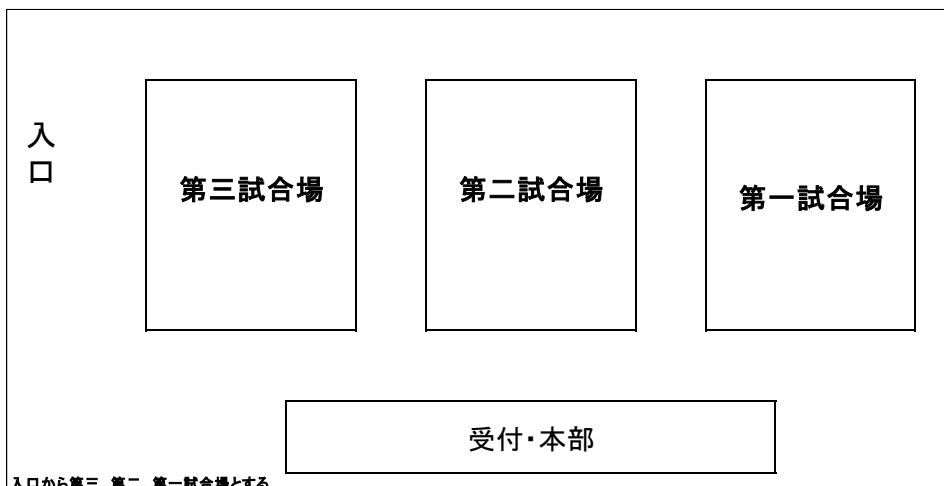 入口
第三試合場
第二試合場
第一試合場
受付・本部
入口から第三、第二、第一試合場とする